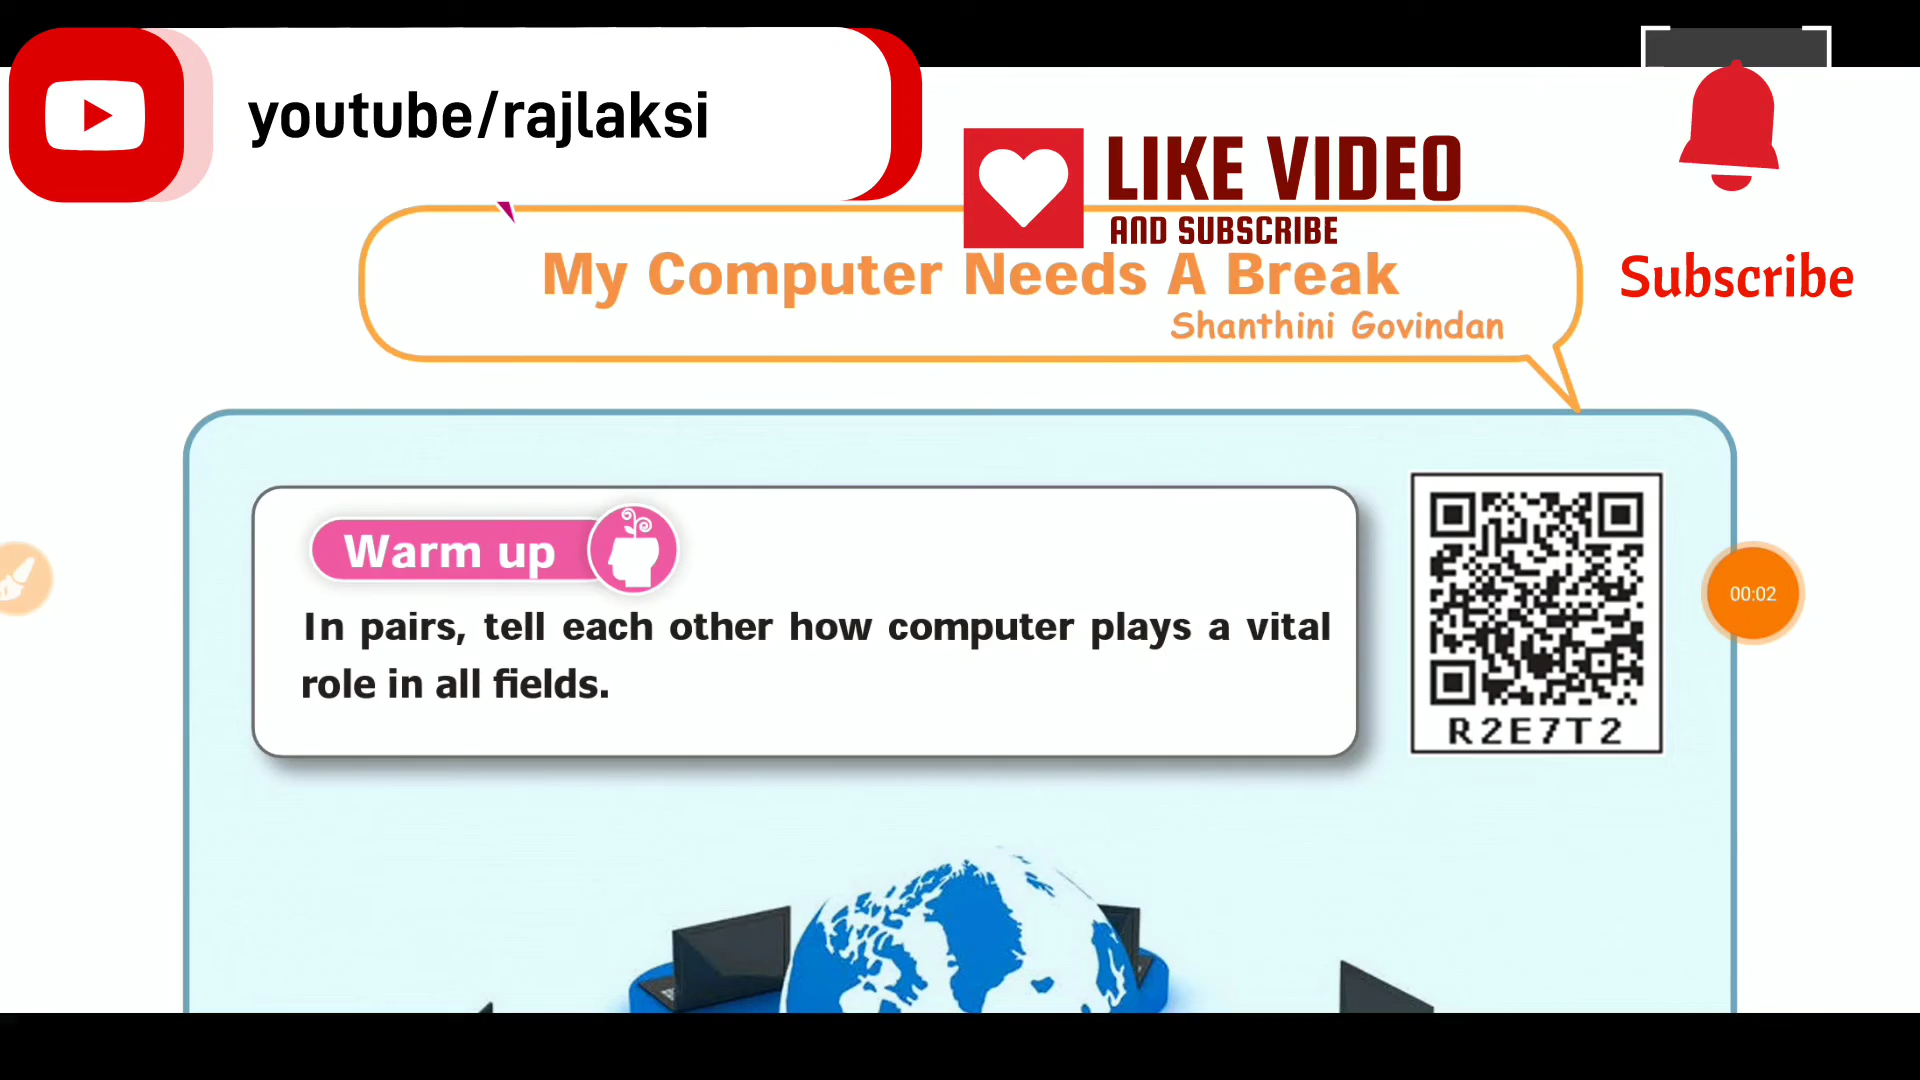 youtube/rajlaksi
LIKE VIDEO
AND SUBSCRIBE
My Computer Needs A Break
Shanthini Govindan
Subscribe
Warm up
In pairs, tell each other how computer plays a vital
role in all fields.
R2E7T2
00:02